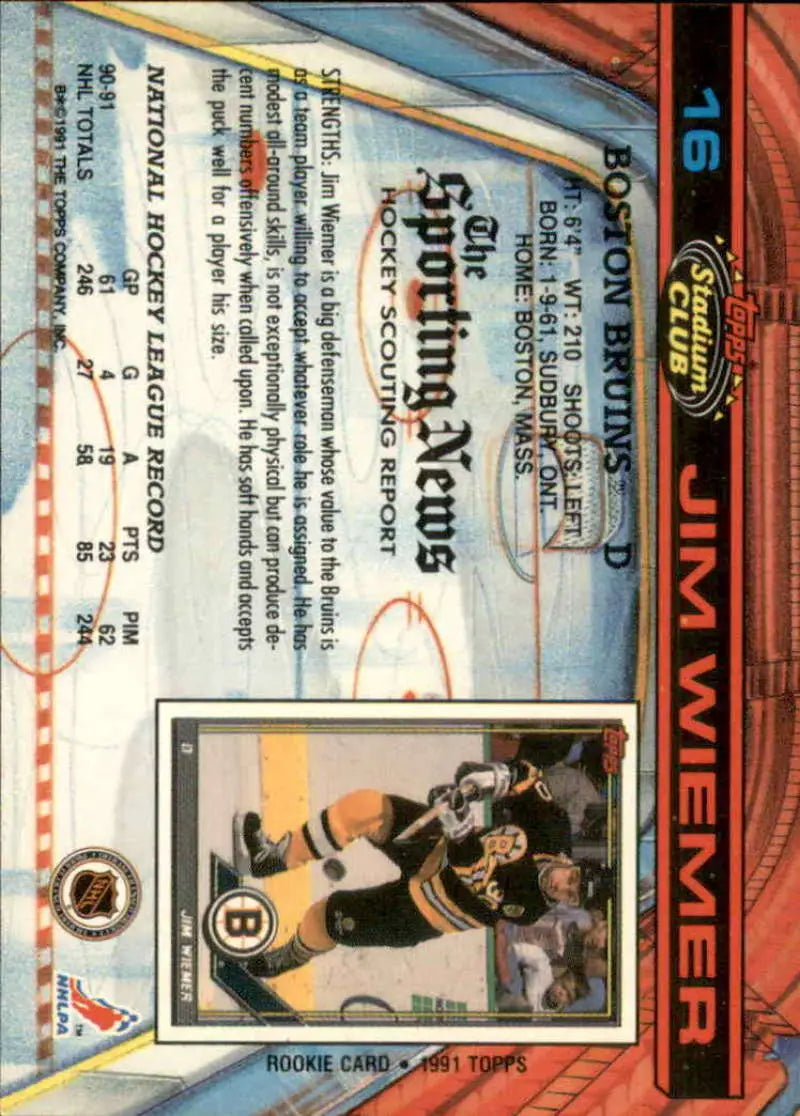 16
TOPPS
Stadium
CLUB
JIM WIEMER
BOSTON BRUINS™ D
HT: 6'4" WT: 210 SHOOTS: LEFT
BORN: 1-9-61, SUDBURY, ONT.
HOME: BOSTON, MASS.
The
Sporting News
HOCKEY SCOUTING REPORT
STRENGTHS: Jim Wiemer is a big defenseman whose value to the Bruins is
as a team player willing to accept whatever role he is assigned. He has
modest all-around skills, is not exceptionally physical but can produce de-
cent numbers offensively when called upon. He has soft hands and accepts
the puck well for a player his size.
NATIONAL HOCKEY LEAGUE RECORD
GP G A PTS PIM
90-91 61 4 19 23 62
NHL TOTALS 246 27 58 85 244
B*©1991 THE TOPPS COMPANY, INC.
TOPPS
B
D
JIM WIEMER
ROOKIE CARD • 1991 TOPPS
NHL
NHLPA™